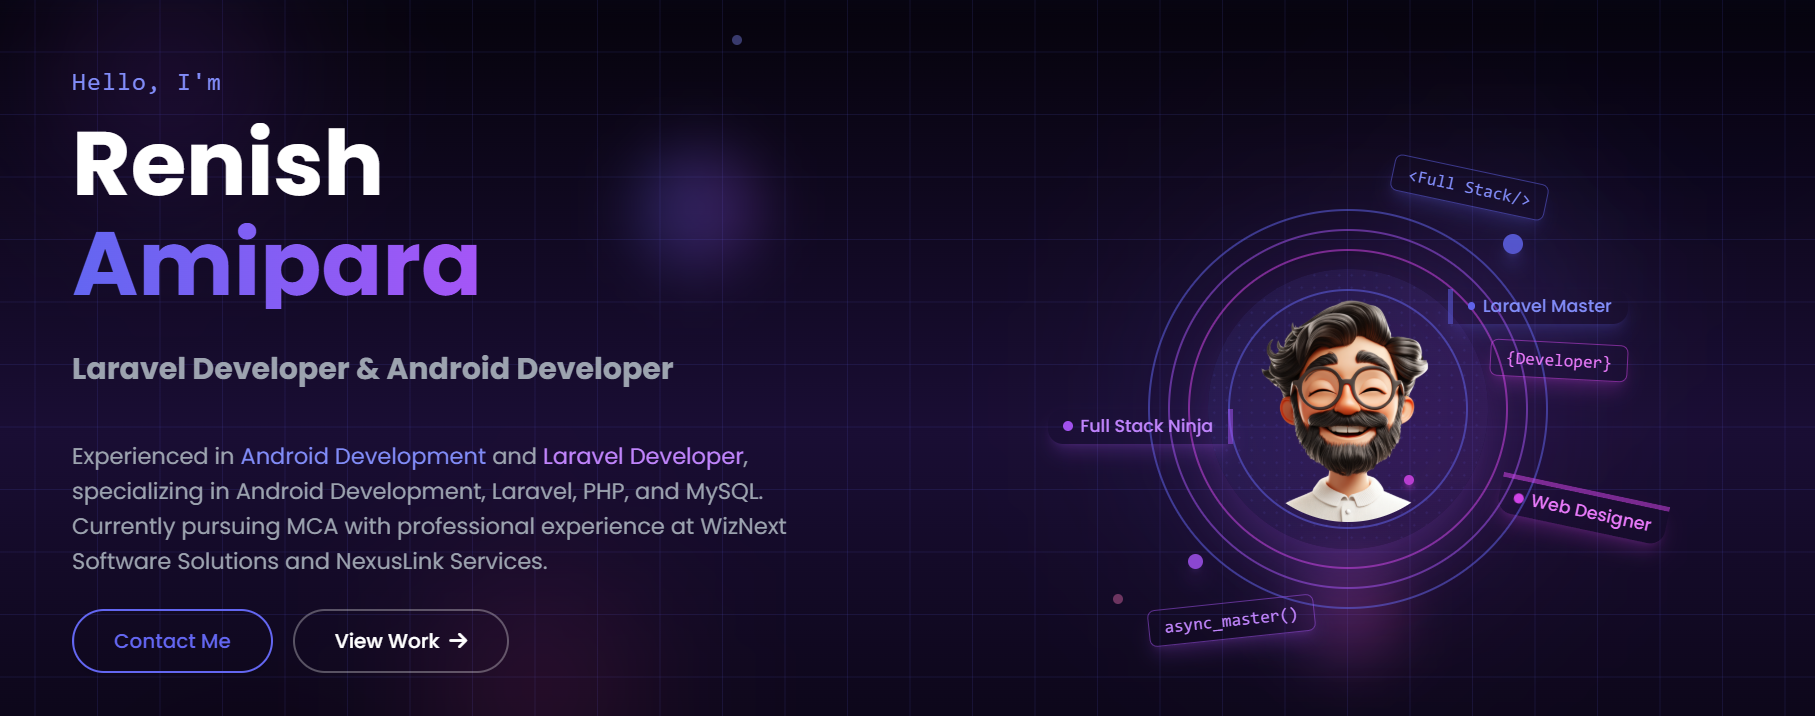 Hello, I'm
Renish
Amipara
Laravel Developer & Android Developer
Experienced in Android Development and Laravel Developer,
specializing in Android Development, Laravel, PHP, and MySQL.
Currently pursuing MCA with professional experience at WizNext
Software Solutions and NexusLink Services.
Contact Me
View Work →
<Full Stack/>
Laravel Master
{Developer}
Full Stack Ninja
Web Designer
async_master()